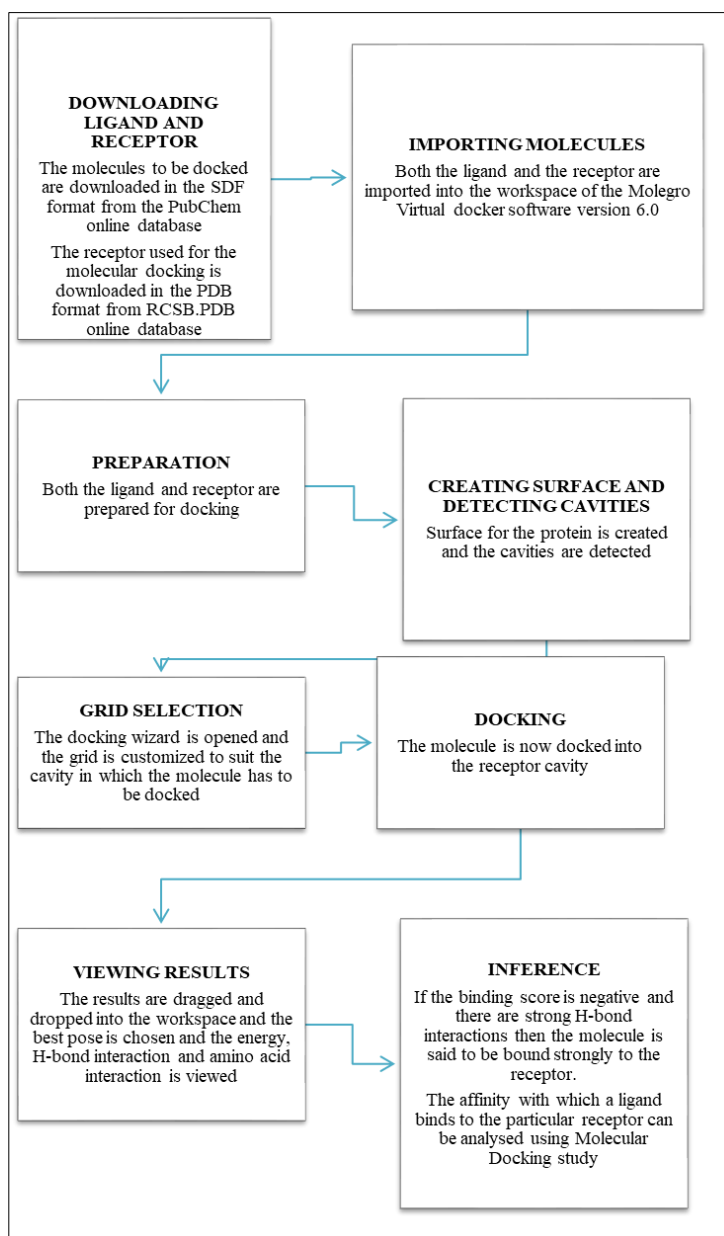 DOWNLOADING
LIGAND AND
RECEPTOR
The molecules to be docked
are downloaded in the SDF
format from the PubChem
online database
The receptor used for the
molecular docking is
downloaded in the PDB
format from RCSB.PDB
online database
IMPORTING MOLECULES
Both the ligand and the receptor are
imported into the workspace of the Molegro
Virtual docker software version 6.0
PREPARATION
Both the ligand and receptor are
prepared for docking
CREATING SURFACE AND
DETECTING CAVITIES
Surface for the protein is created
and the cavities are detected
GRID SELECTION
The docking wizard is opened and
the grid is customized to suit the
cavity in which the molecule has to
be docked
DOCKING
The molecule is now docked into
the receptor cavity
VIEWING RESULTS
The results are dragged and
dropped into the workspace and the
best pose is chosen and the energy,
H-bond interaction and amino acid
interaction is viewed
INFERENCE
If the binding score is negative and
there are strong H-bond
interactions then the molecule is
said to be bound strongly to the
receptor.
The affinity with which a ligand
binds to the particular receptor can
be analysed using Molecular
Docking study